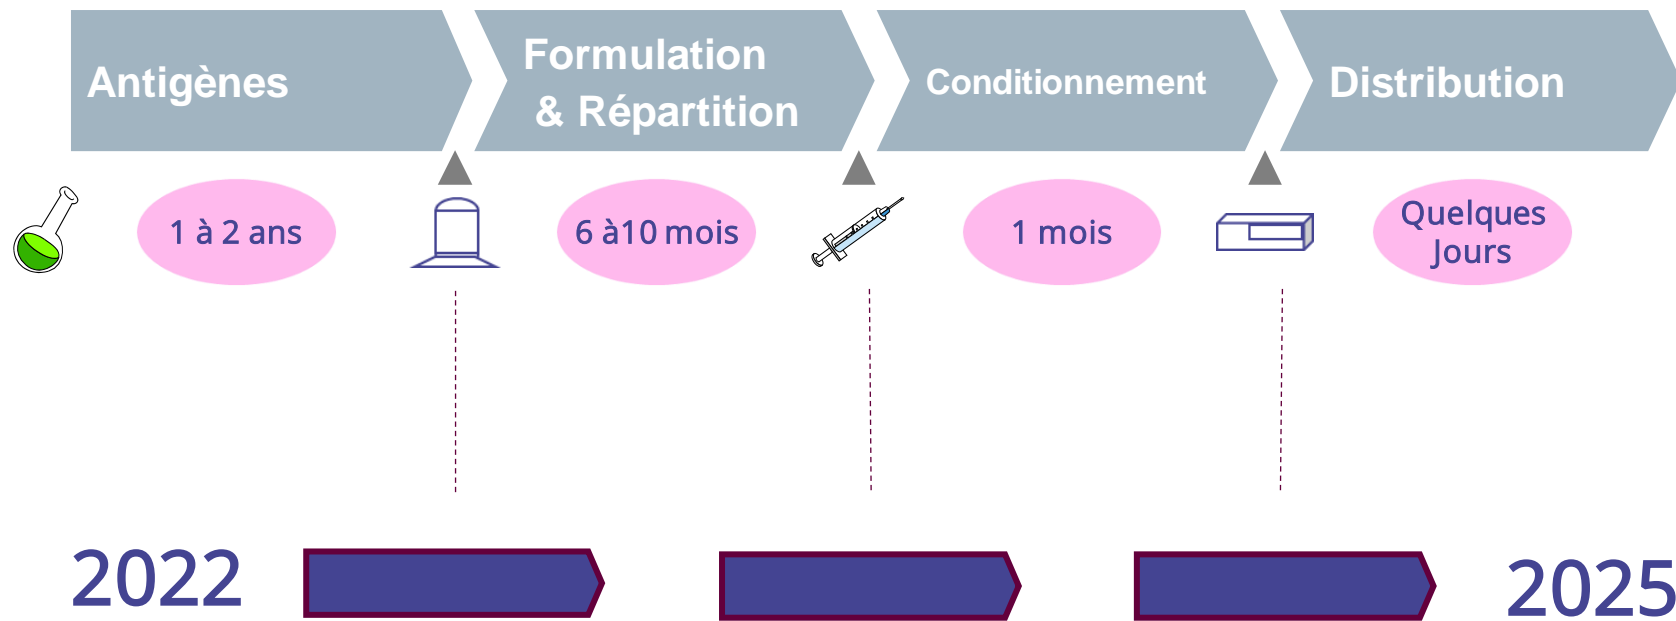 Antigènes
Formulation
& Répartition
Conditionnement
Distribution
1 à 2 ans
6 à10 mois
1 mois
Quelques
Jours
2022
2025